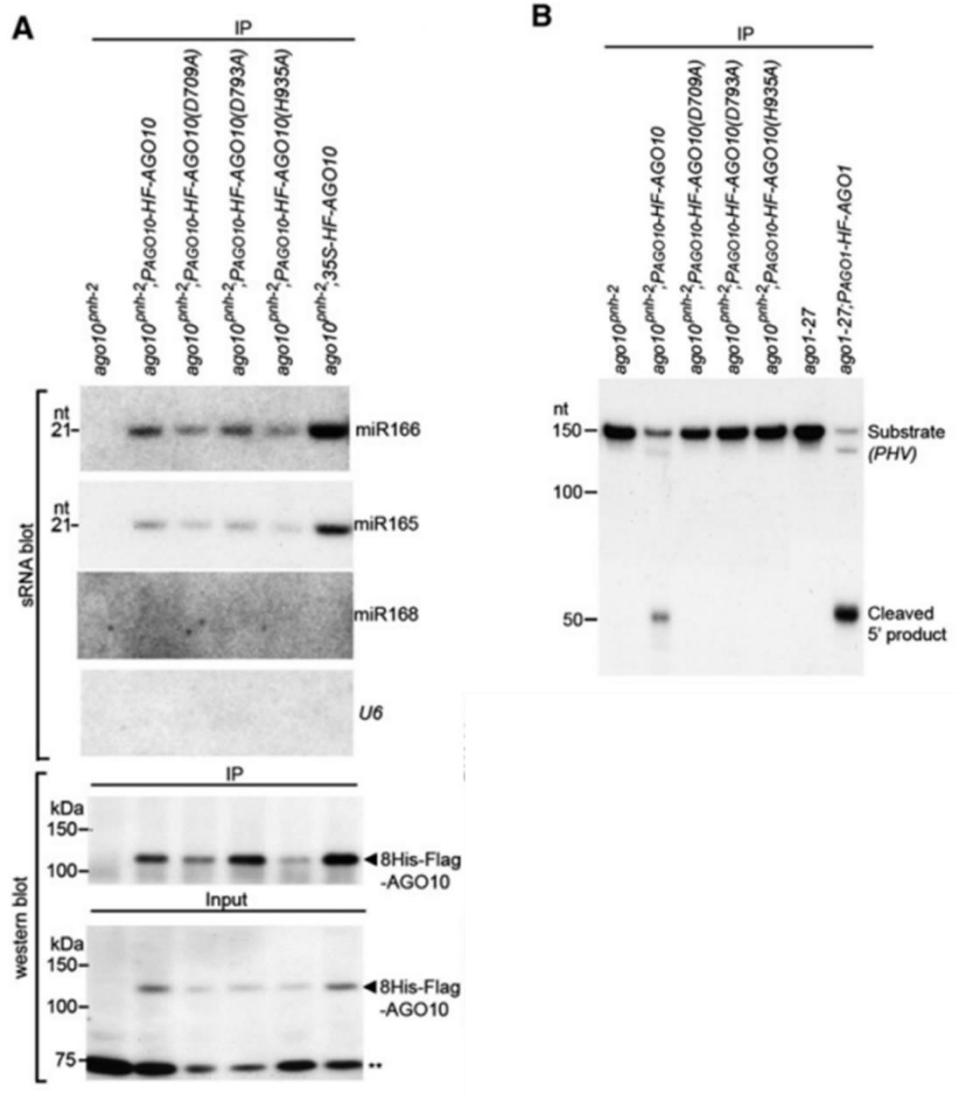 A
IP
ago10pnh-2
ago10pnh-2;PAGO10-HF-AGO10
ago10pnh-2;PAGO10-HF-AGO10(D709A)
ago10pnh-2;PAGO10-HF-AGO10(D793A)
ago10pnh-2;PAGO10-HF-AGO10(H935A)
ago10pnh-2;35S-HF-AGO10
sRNA blot
nt
21-
miR166
nt
21-
miR165
miR168
U6
western blot
IP
kDa
150-
100-
8His-Flag
-AGO10
Input
kDa
150-
100-
75-
8His-Flag
-AGO10
**
B
IP
ago10pnh-2
ago10pnh-2;PAGO10-HF-AGO10
ago10pnh-2;PAGO10-HF-AGO10(D709A)
ago10pnh-2;PAGO10-HF-AGO10(D793A)
ago10pnh-2;PAGO10-HF-AGO10(H935A)
ago1-27
ago1-27;PAGO1-HF-AGO1
nt
150-
100-
50-
Substrate
(PHV)
Cleaved
5' product